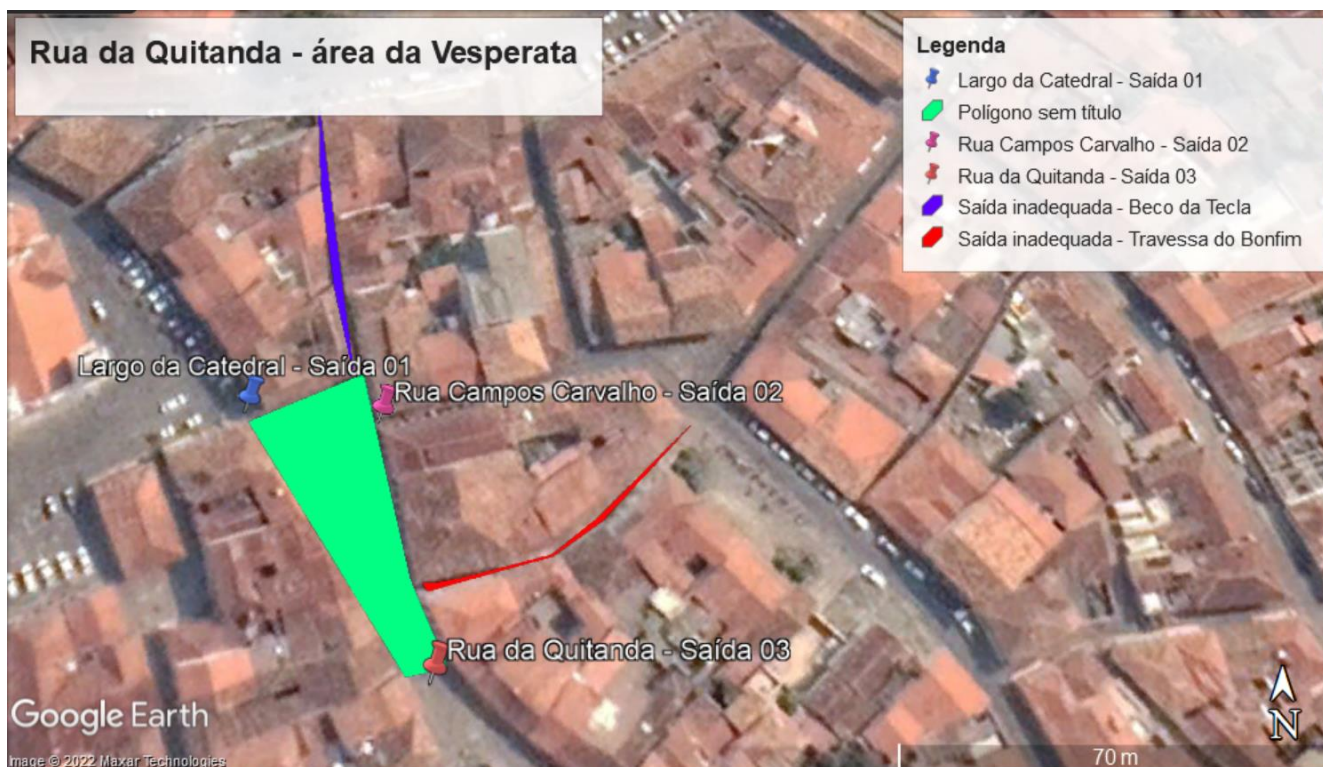 Rua da Quitanda - área da Vesperata
Legenda
Largo da Catedral - Saída 01
Polígono sem título
Rua Campos Carvalho - Saída 02
Rua da Quitanda - Saída 03
Saída inadequada - Beco da Tecla
Saída inadequada - Travessa do Bonfim
Largo da Catedral - Saída 01
Rua Campos Carvalho - Saída 02
Rua da Quitanda - Saída 03
Google Earth
Image © 2022 Maxar Technologies
70 m
N